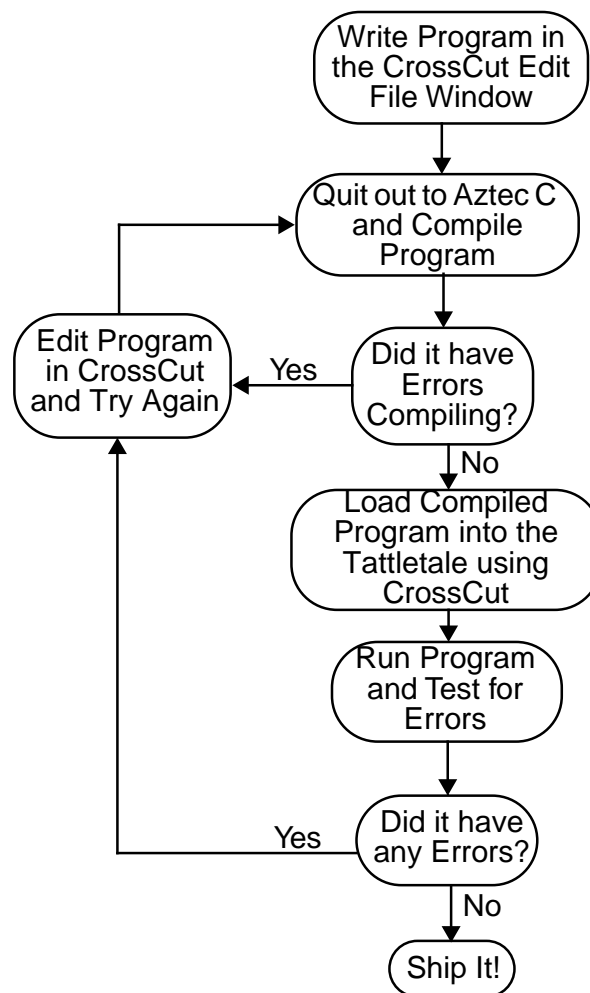 Write Program in
the CrossCut Edit
File Window
Quit out to Aztec C
and Compile
Program
Edit Program
in CrossCut
and Try Again
Yes
Did it have
Errors
Compiling?
No
Load Compiled
Program into the
Tattletale using
CrossCut
Run Program
and Test for
Errors
Yes
Did it have
any Errors?
No
Ship It!